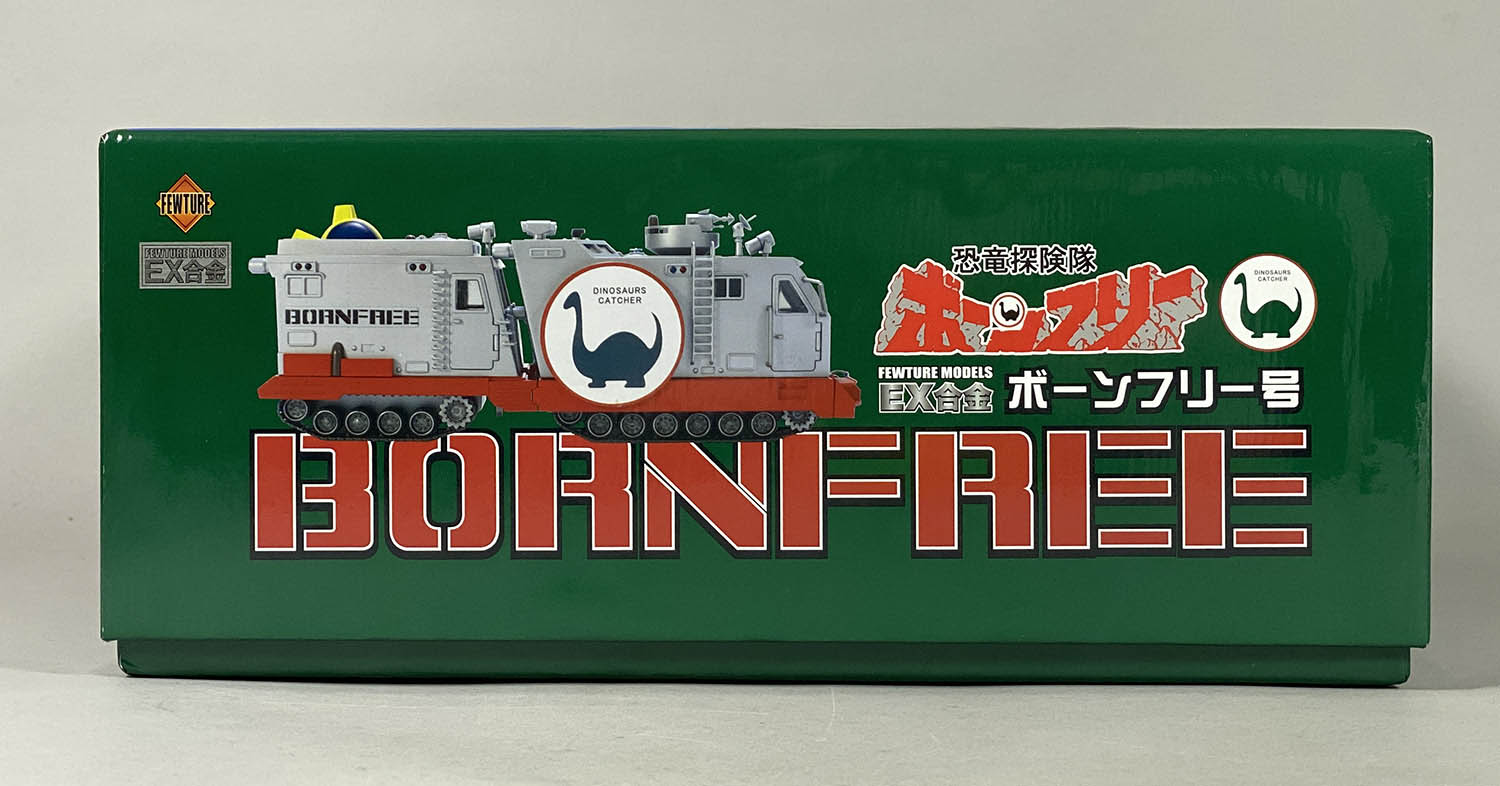 FEWTURE
FEWTURE MODELS
EX合金
BORNFREE
DINOSAURS
CATCHER
恐竜探険隊
ボーンフリー
DINOSAURS
CATCHER
FEWTURE MODELS
EX合金 ボーンフリー号
BORNFREE